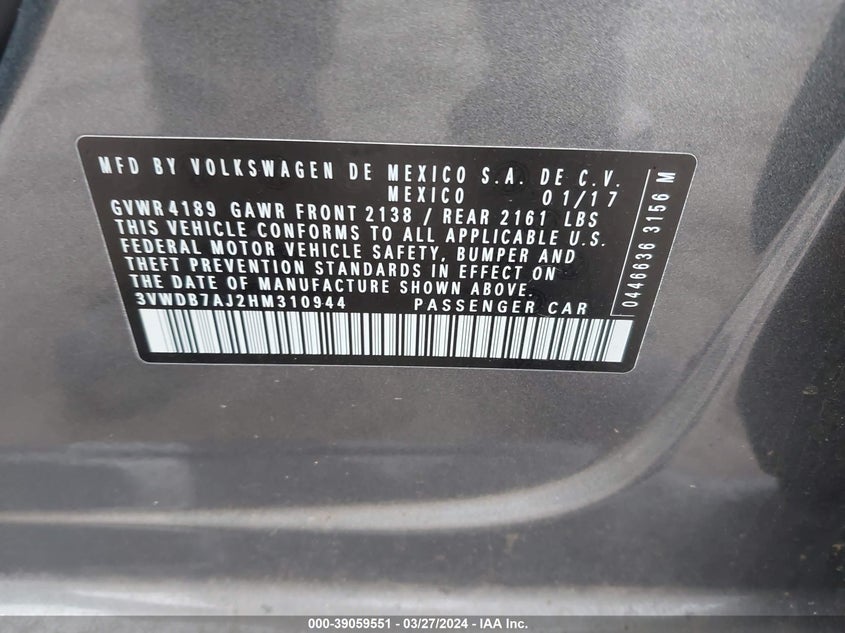 MFD BY VOLKSWAGEN DE MEXICO S.A. DE C.V.
MEXICO 01/17
GVWR 4189 GAWR FRONT 2138 / REAR 2161 LBS
THIS VEHICLE CONFORMS TO ALL APPLICABLE U.S.
FEDERAL MOTOR VEHICLE SAFETY, BUMPER AND
THEFT PREVENTION STANDARDS IN EFFECT ON
THE DATE OF MANUFACTURE SHOWN ABOVE.
3VWDB7AJ2HM310944 PASSENGER CAR
0446636 3156 M
000-39059551 - 03/27/2024 - IAA Inc.